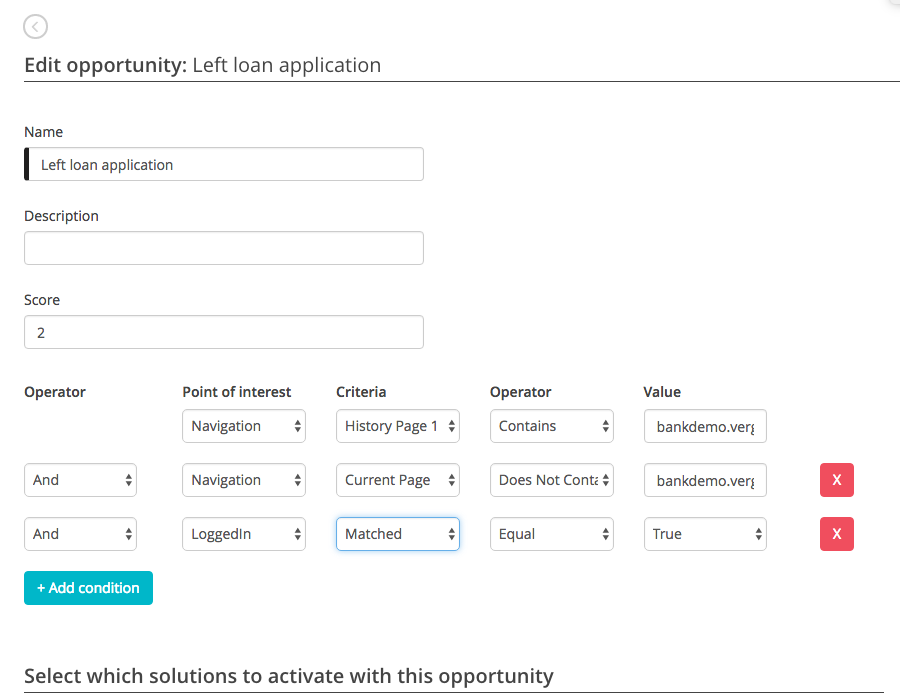 Edit opportunity: Left loan application
Name
Left loan application
Description
Score
2
Operator Point of interest Criteria Operator Value
Navigation History Page 1 Contains bankdemo.verg
And Navigation Current Page Does Not Conta bankdemo.verg X
And LoggedIn Matched Equal True X
+ Add condition
Select which solutions to activate with this opportunity